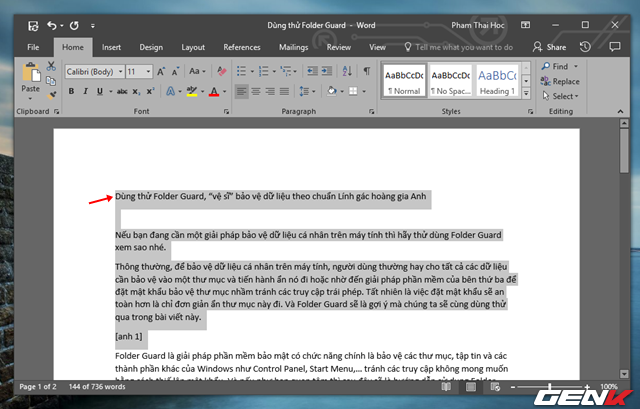 Dùng thử Folder Guard - Word
Pham Thai Hoc
File Home Insert Design Layout References Mailings Review View Tell me what you want to do
Paste
Calibri (Body) 11
A A Aa
B I U abc x₂ x² A A
AaBbCcDc AaBbCcDc AaBbC
¶ Normal ¶ No Spac... Heading 1
Find
Replace
Select
Clipboard Font Paragraph Styles Editing
Dùng thử Folder Guard, “vệ sĩ” bảo vệ dữ liệu theo chuẩn Lính gác hoàng gia Anh
Nếu bạn đang cần một giải pháp bảo vệ dữ liệu cá nhân trên máy tính thì hãy thử dùng Folder Guard
xem sao nhé.
Thông thường, để bảo vệ dữ liệu cá nhân trên máy tính, người dùng thường hay cho tất cả các dữ liệu
cần bảo vệ vào một thư mục và tiến hành ẩn nó đi hoặc nhờ đến giải pháp phần mềm của bên thứ ba để
đặt mật khẩu bảo vệ thư mục nhằm tránh các truy cập trái phép. Tất nhiên là việc đặt mật khẩu sẽ an
toàn hơn là chỉ đơn giản ẩn thư mục này đi. Và Folder Guard sẽ là gợi ý mà chúng ta sẽ cùng dùng thử
qua trong bài viết này.
[anh 1]
Folder Guard là giải pháp phần mềm bảo mật có chức năng chính là bảo vệ các thư mục, tập tin và các
thành phần khác của Windows như Control Panel, Start Menu,... tránh các truy cập không mong muốn
Page 1 of 2 144 of 736 words
100%
GENK